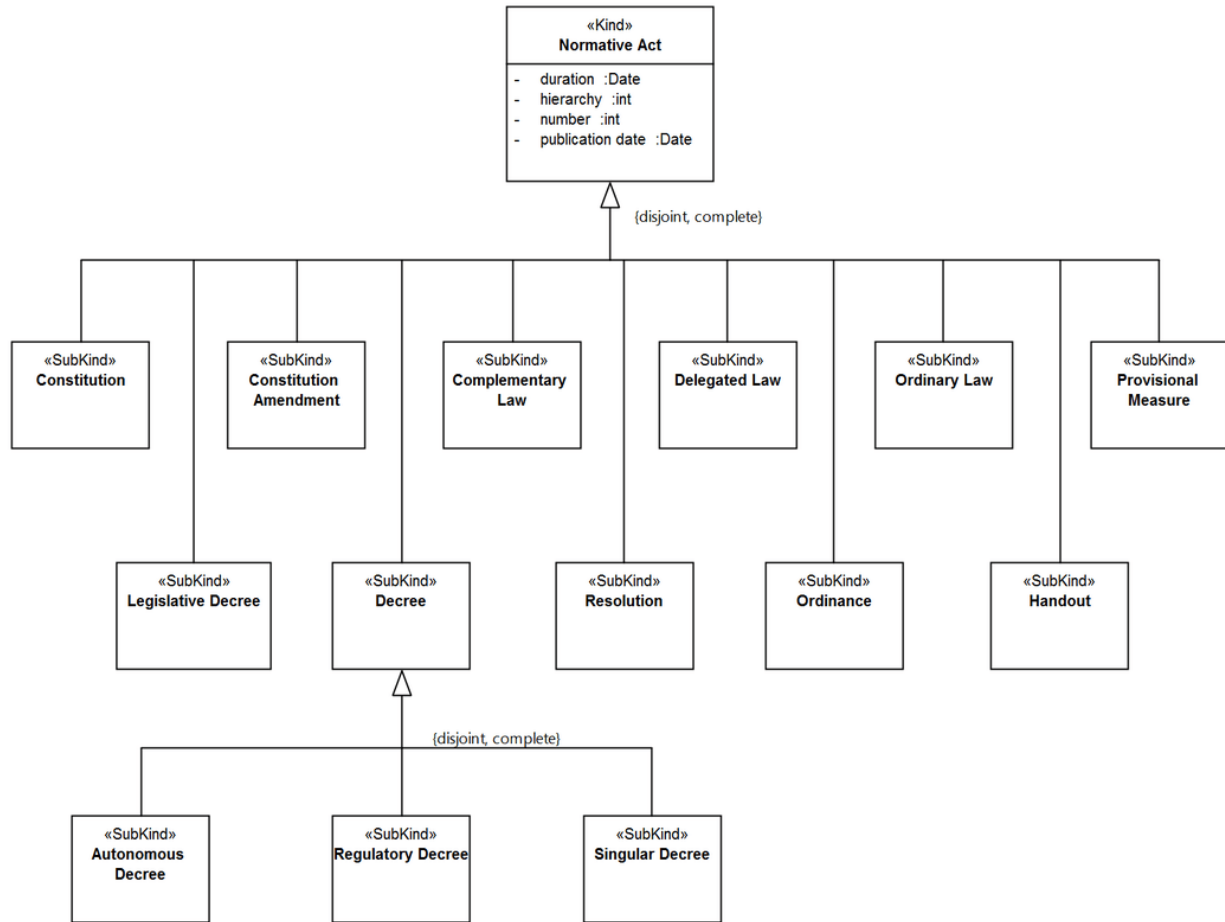 «Kind»
Normative Act
- duration :Date
- hierarchy :int
- number :int
- publication date :Date
{disjoint, complete}
«SubKind»
Constitution
«SubKind»
Constitution
Amendment
«SubKind»
Complementary
Law
«SubKind»
Delegated Law
«SubKind»
Ordinary Law
«SubKind»
Provisional
Measure
«SubKind»
Legislative Decree
«SubKind»
Decree
«SubKind»
Resolution
«SubKind»
Ordinance
«SubKind»
Handout
{disjoint, complete}
«SubKind»
Autonomous
Decree
«SubKind»
Regulatory Decree
«SubKind»
Singular Decree